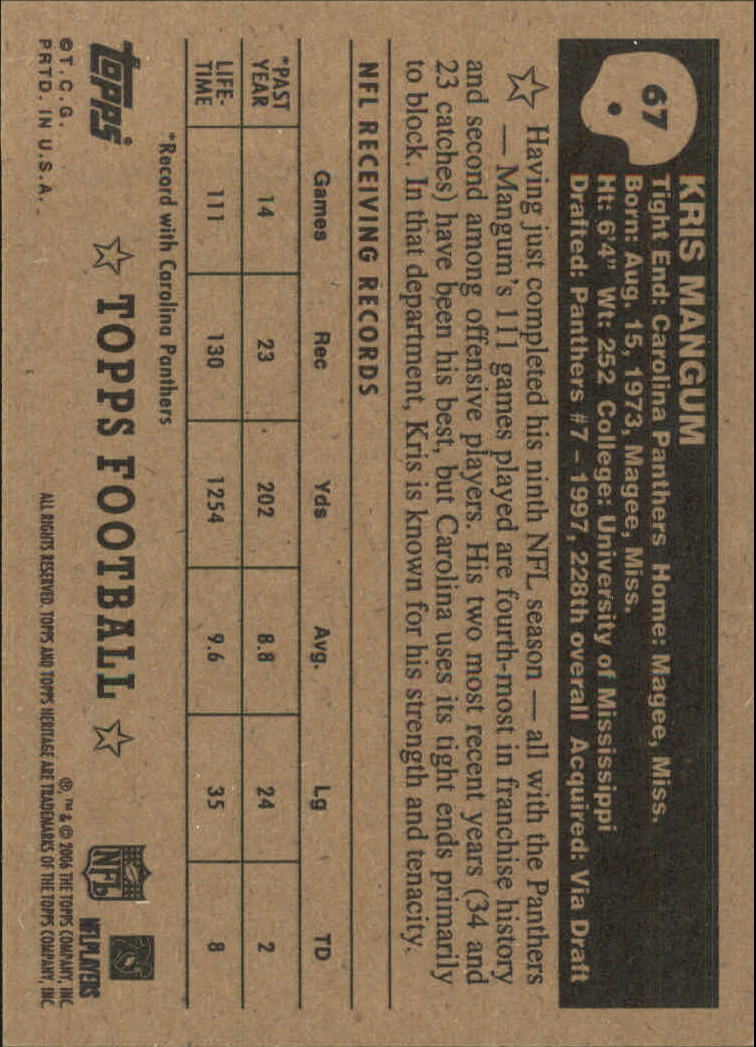 67
KRIS MANGUM
Tight End: Carolina Panthers Home: Magee, Miss.
Born: Aug. 15, 1973, Magee, Miss.
Ht: 6'4" Wt: 252 College: University of Mississippi
Drafted: Panthers #7 – 1997, 228th overall Acquired: Via Draft
Having just completed his ninth NFL season — all with the Panthers
— Mangum's 111 games played are fourth-most in franchise history
and second among offensive players. His two most recent years (34 and
23 catches) have been his best, but Carolina uses its tight ends primarily
to block. In that department, Kris is known for his strength and tenacity.
NFL RECEIVING RECORDS
Games Rec Yds Avg. Lg TD
*PAST YEAR 14 23 202 8.8 24 2
LIFE-TIME 111 130 1254 9.6 35 8
*Record with Carolina Panthers
Topps
©T.C.G.
PRTD. IN U.S.A.
☆ TOPPS FOOTBALL ☆
NFL
NFLPLAYERS
®, ™ & © 2006 THE TOPPS COMPANY, INC
ALL RIGHTS RESERVED. TOPPS AND TOPPS HERITAGE ARE TRADEMARKS OF THE TOPPS COMPANY, INC